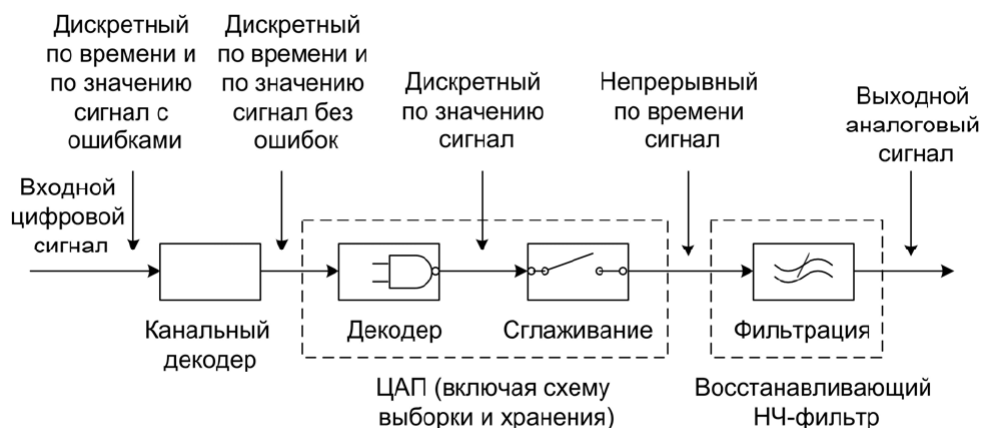 Дискретный
по времени и
по значению
сигнал с
ошибками
Дискретный
по времени и
по значению
сигнал без
ошибок
Дискретный
по значению
сигнал
Непрерывный
по времени
сигнал
Выходной
аналоговый
сигнал
Входной
цифровой
сигнал
Канальный
декодер
Декодер
Сглаживание
Фильтрация
ЦАП (включая схему
выборки и хранения)
Восстанавливающий
НЧ-фильтр